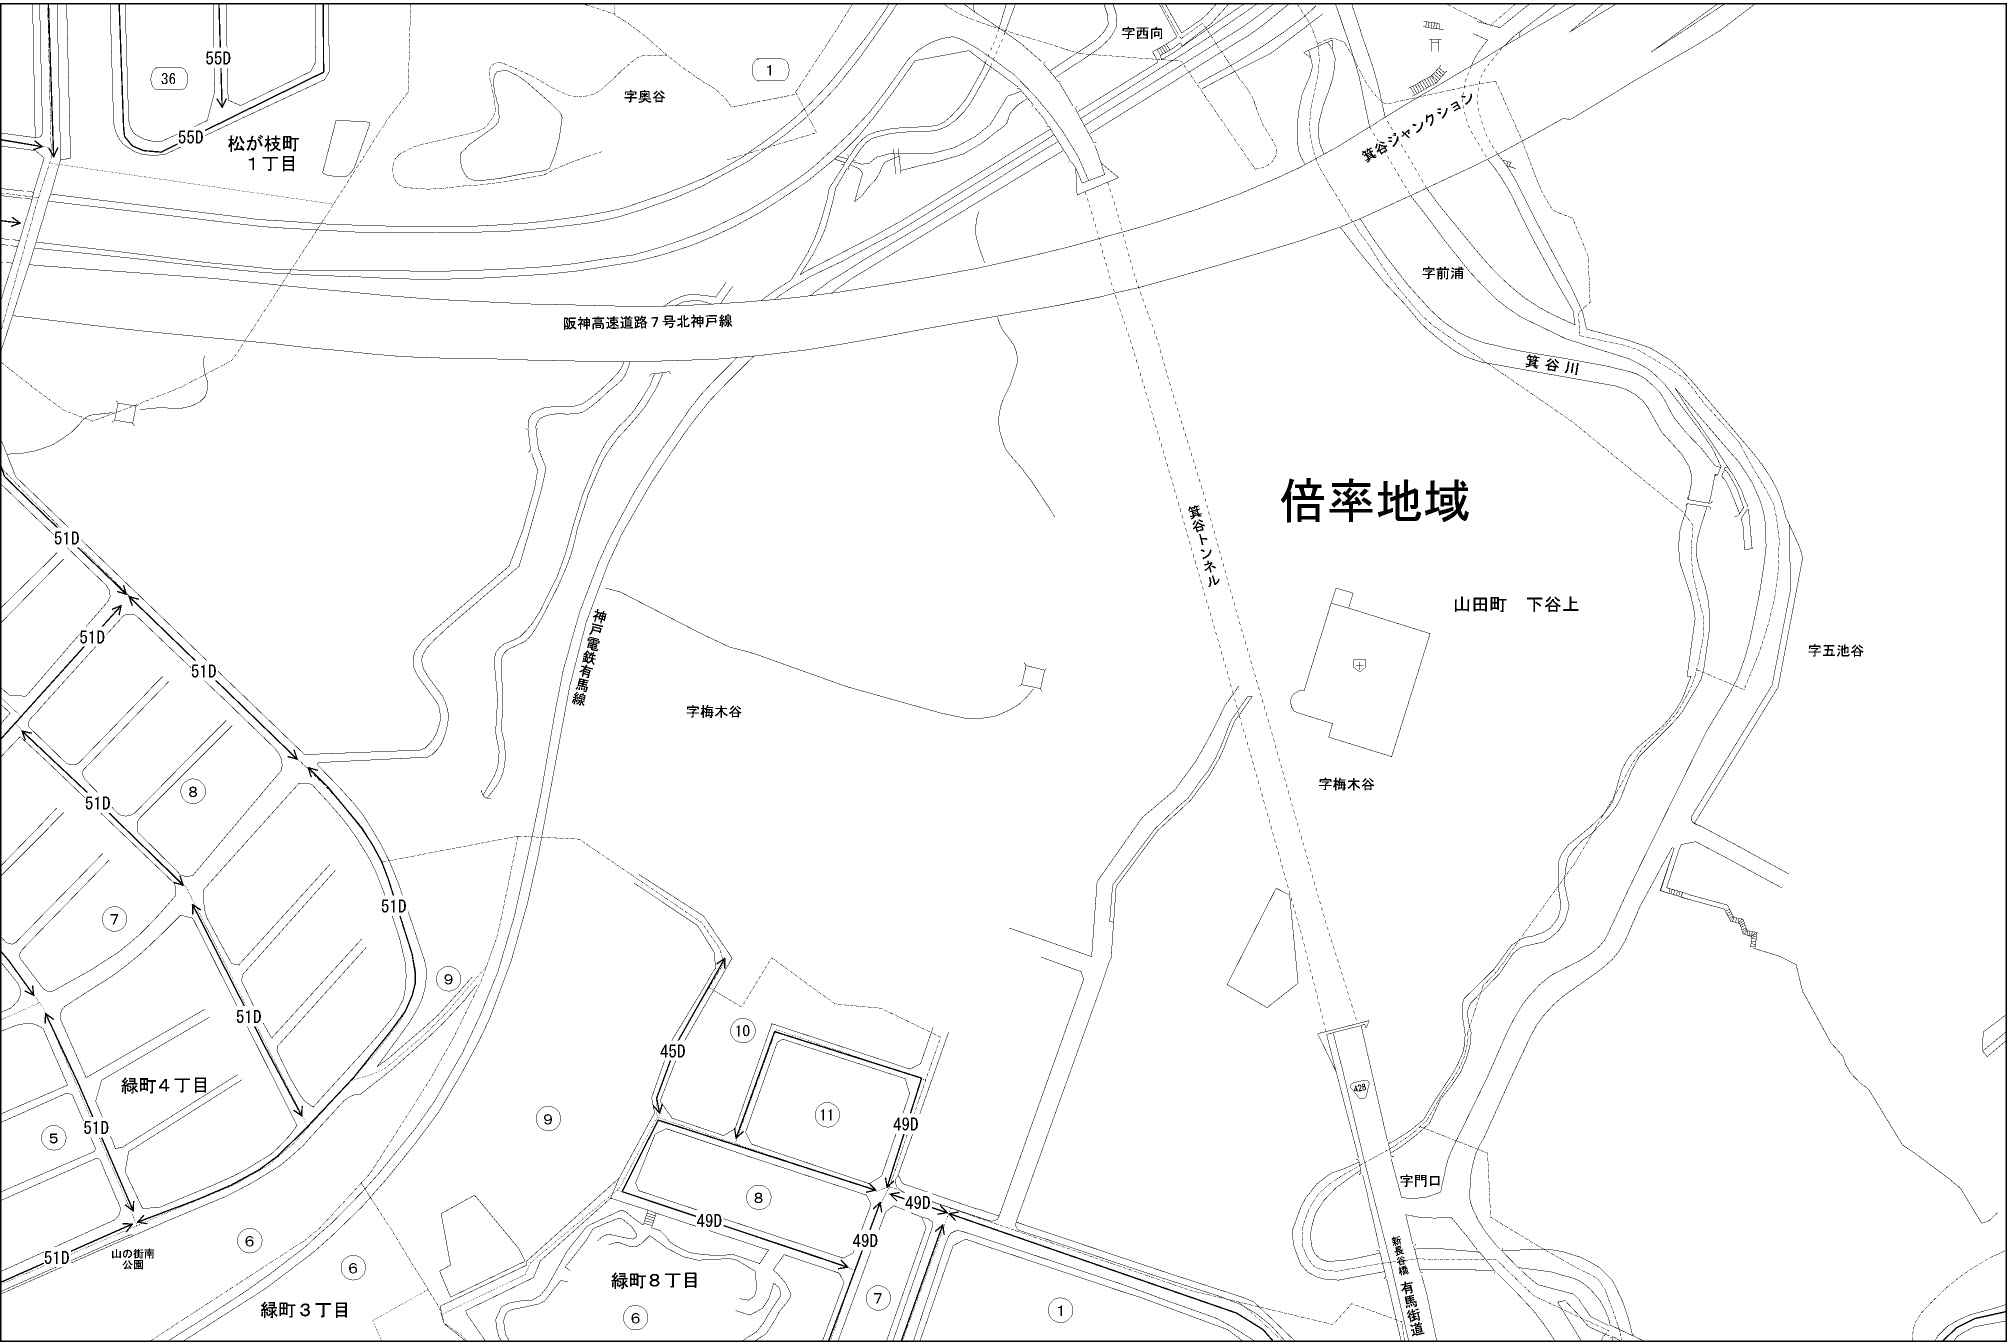 55D
字西向
36
1
字奥谷
箕谷ジャンクション
55D
松が枝町
1丁目
字前浦
阪神高速道路7号北神戸線
箕谷川
倍率地域
箕谷トンネル
51D
山田町 下谷上
神戸電鉄有馬線
51D
51D
字五池谷
字梅木谷
字梅木谷
8
51D
51D
7
9
51D
10
45D
428
緑町4丁目
11
9
49D
51D
5
字門口
8
49D
49D
49D
新長谷橋
6
山の街南
公園
51D
6
緑町8丁目
有馬街道
7
緑町3丁目
6
1